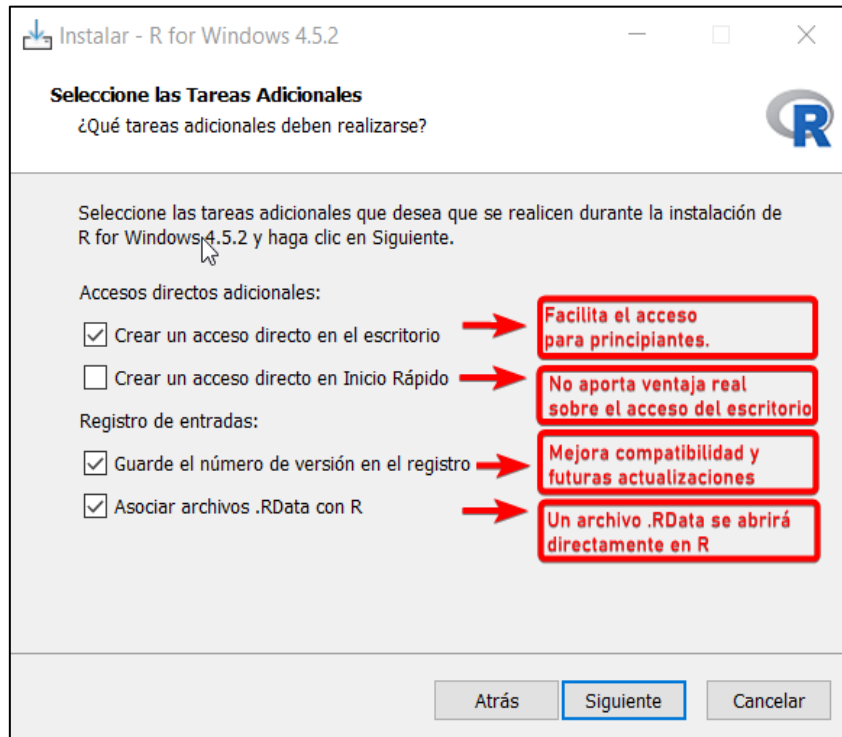 Instalar - R for Windows 4.5.2
Seleccione las Tareas Adicionales
¿Qué tareas adicionales deben realizarse?
R
Seleccione las tareas adicionales que desea que se realicen durante la instalación de
R for Windows 4.5.2 y haga clic en Siguiente.
Accesos directos adicionales:
Crear un acceso directo en el escritorio
Facilita el acceso
para principiantes.
Crear un acceso directo en Inicio Rápido
No aporta ventaja real
sobre el acceso del escritorio
Registro de entradas:
Guarde el número de versión en el registro
Mejora compatibilidad y
futuras actualizaciones
Asociar archivos .RData con R
Un archivo .RData se abrirá
directamente en R
Atrás
Siguiente
Cancelar